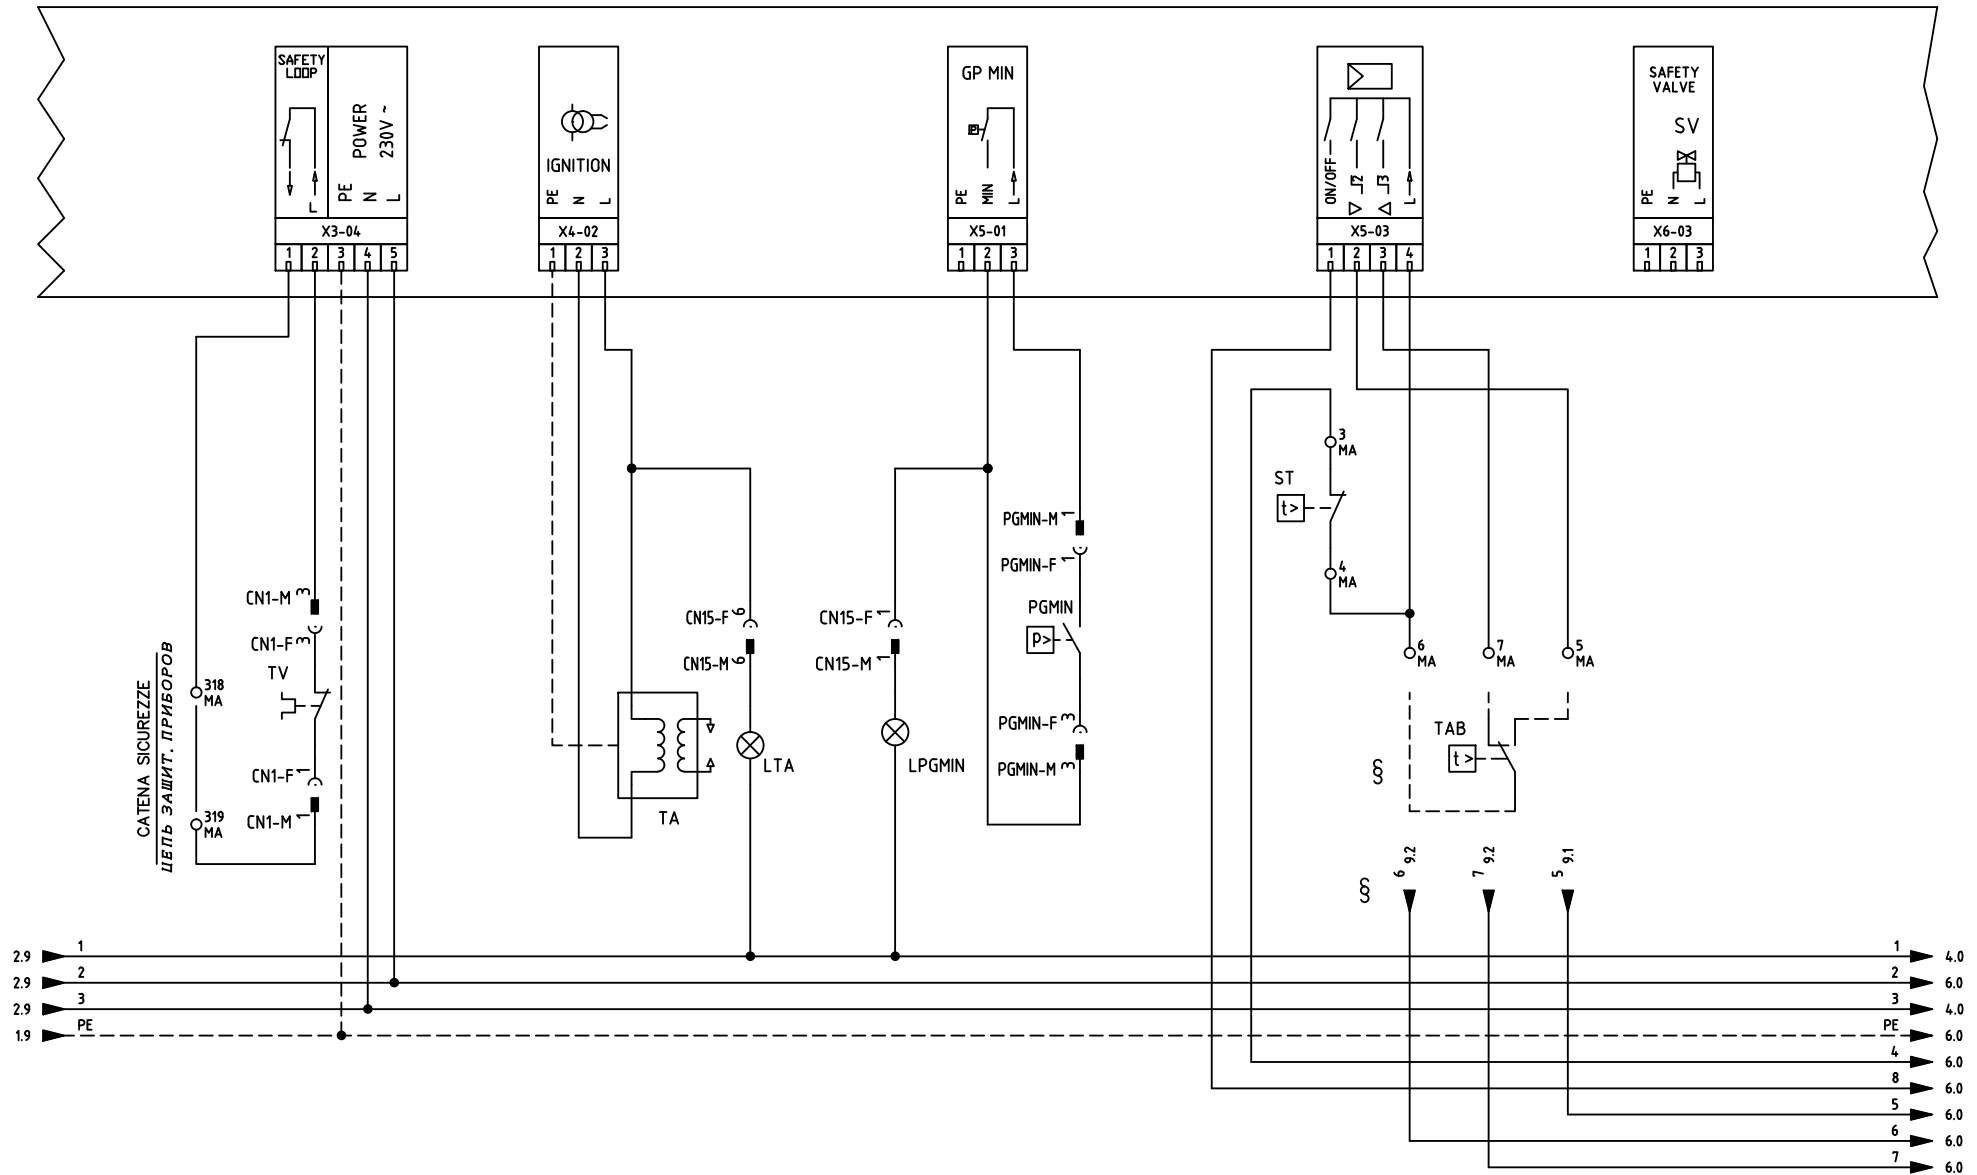 SAFETY
LOOP
L
POWER
230V ~
PE
N
L
X3-04
1 2 3 4 5
IGNITION
PE
N
L
X4-02
1 2 3
GP MIN
P
PE
MIN
L
X5-01
1 2 3
ON/OFF
2
3
L
X5-03
1 2 3 4
SAFETY
VALVE
SV
PE
N
L
X6-03
1 2 3
CATENA SICUREZZE
ЦЕПЬ ЗАЩИТ. ПРИБОРОВ
318
MA
319
MA
CN1-M 3
CN1-F 3
TV
CN1-F 1
CN1-M 1
TA
CN15-F 6
CN15-M 6
LTA
CN15-F 1
CN15-M 1
LPGMIN
PGMIN-M 1
PGMIN-F 1
PGMIN
P>
PGMIN-F 3
PGMIN-M 3
3
MA
ST
t>
4
MA
6
MA
7
MA
5
MA
TAB
t>
§
§
6 9.2
7 9.2
5 9.1
2.9 1 1 4.0
2.9 2 2 6.0
2.9 3 3 4.0
1.9 PE PE 6.0
4 6.0
8 6.0
5 6.0
6 6.0
7 6.0